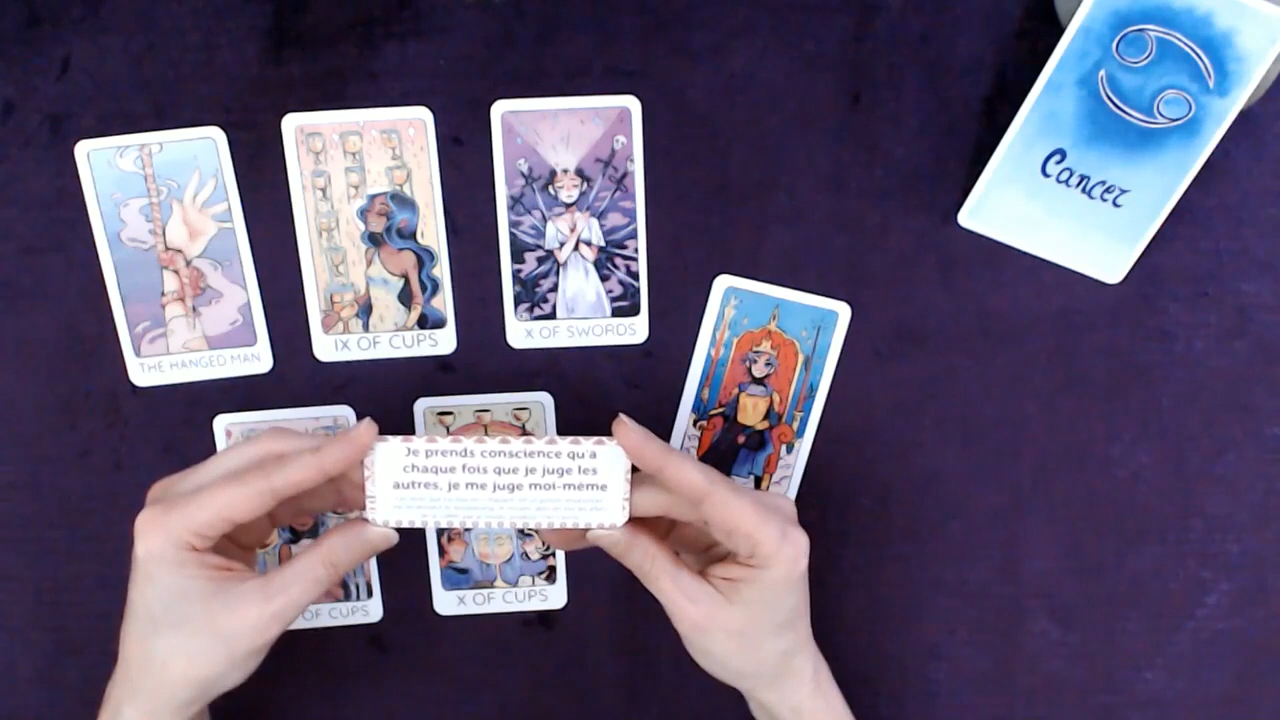 Cancer
THE HANGED MAN
IX OF CUPS
X OF SWORDS
Je prends conscience qu'à
chaque fois que je juge les
autres, je me juge moi-même
OF CUPS
X OF CUPS